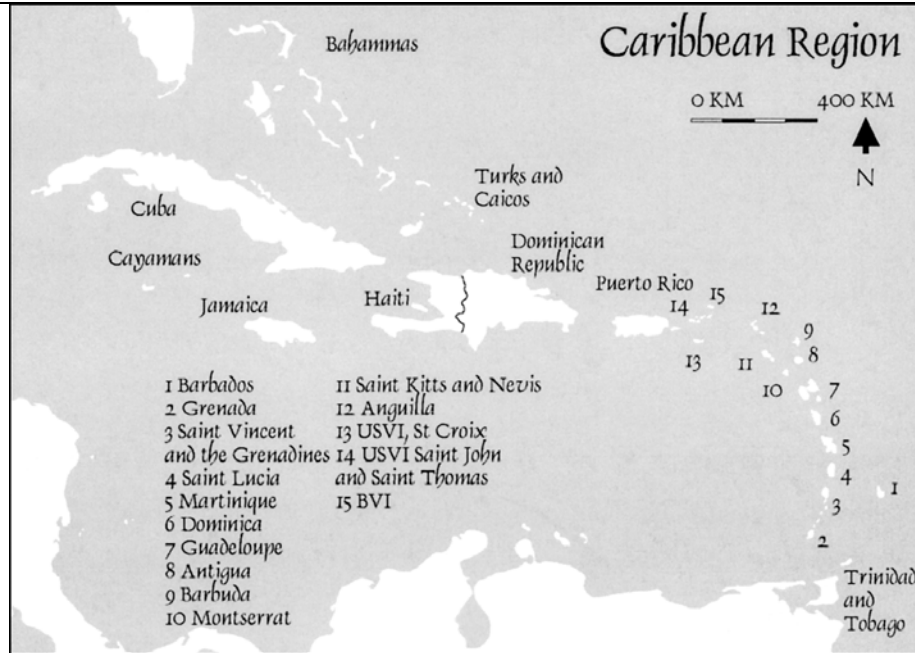 Caribbean Region
Bahammas
0 KM 400 KM
N
Turks and
Caicos
Cuba
Dominican
Republic
Cayamans
Puerto Rico
Haiti
Jamaica
14
15
12
9
8
13
11
10
7
6
5
4
1
3
2
1 Barbados
2 Grenada
3 Saint Vincent
and the Grenadines
4 Saint Lucia
5 Martinique
6 Dominica
7 Guadeloupe
8 Antigua
9 Barbuda
10 Montserrat
11 Saint Kitts and Nevis
12 Anguilla
13 USVI, St Croix
14 USVI Saint John
and Saint Thomas
15 BVI
Trinidad
and
Tobago